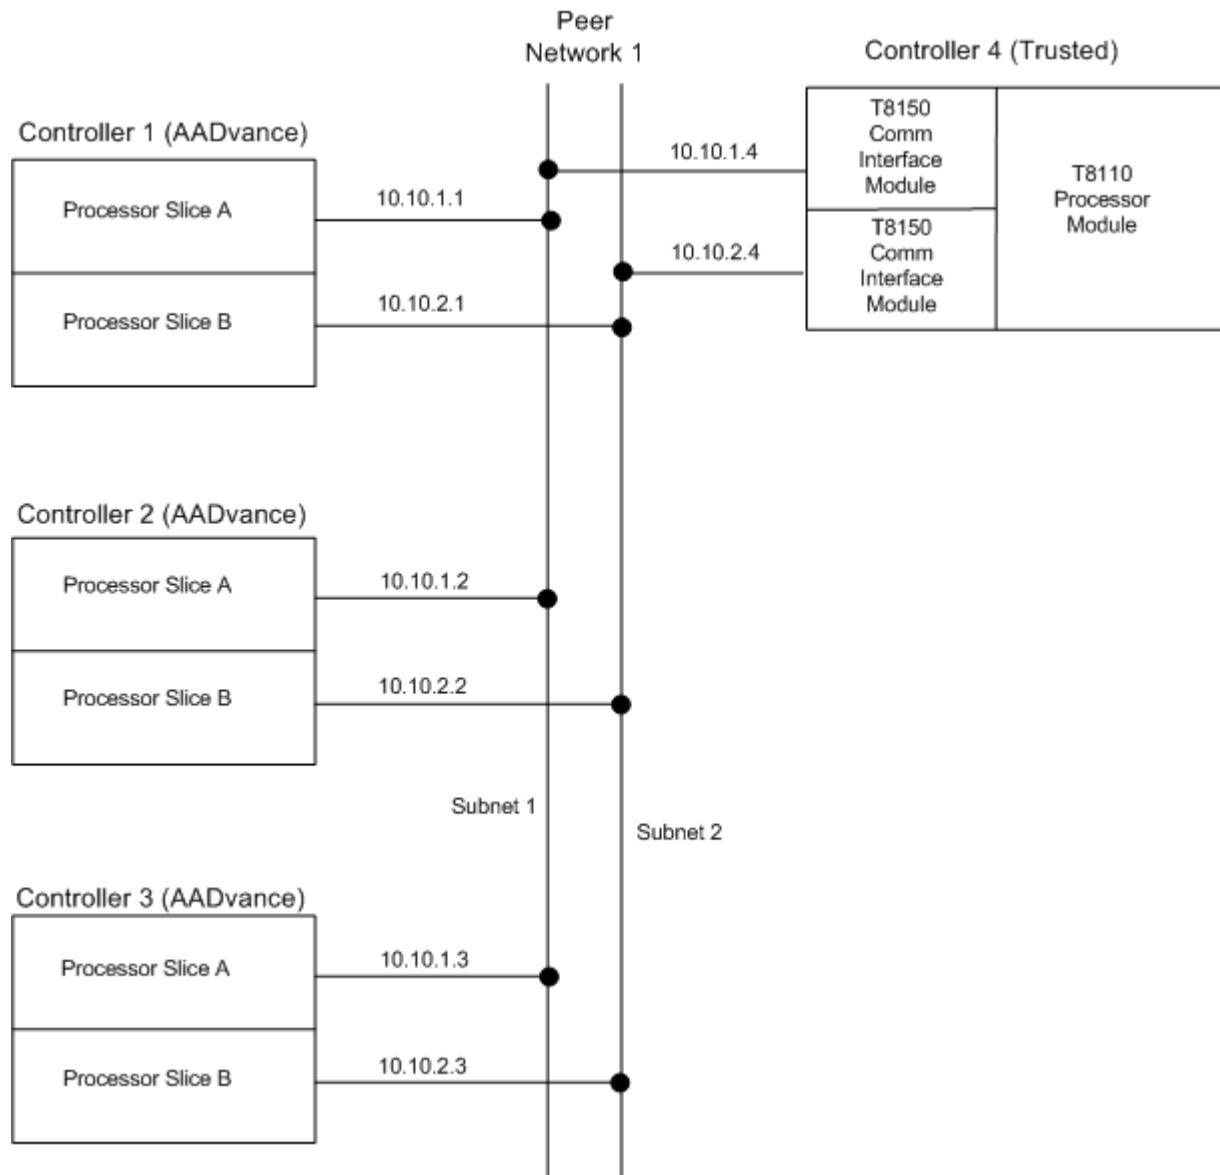 Peer
Network 1
Controller 4 (Trusted)
T8150
Comm
Interface
Module
T8110
Processor
Module
T8150
Comm
Interface
Module
10.10.1.4
10.10.2.4
Controller 1 (AADvance)
Processor Slice A
10.10.1.1
Processor Slice B
10.10.2.1
Controller 2 (AADvance)
Processor Slice A
10.10.1.2
Processor Slice B
10.10.2.2
Subnet 1
Subnet 2
Controller 3 (AADvance)
Processor Slice A
10.10.1.3
Processor Slice B
10.10.2.3